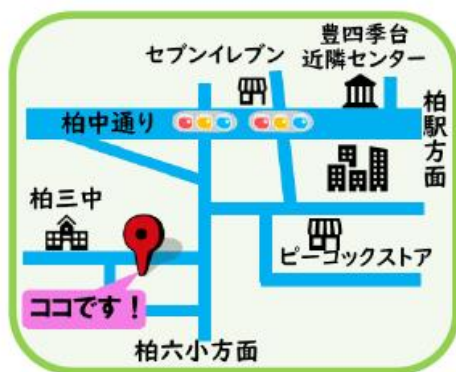 セブンイレブン
豊四季台
近隣センター
柏中通り
柏駅方面
柏三中
ピーコックストア
ココです！
柏六小方面